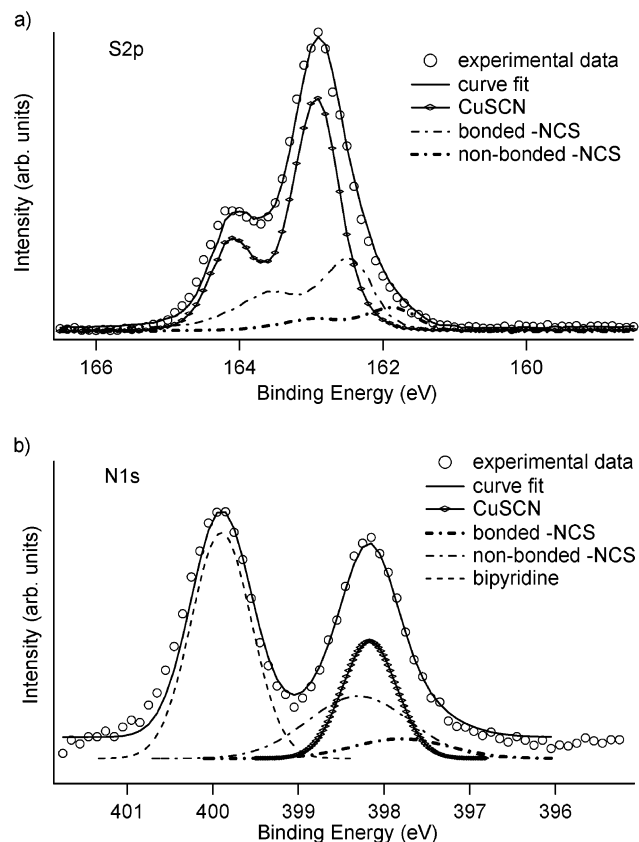 a)
S2p
experimental data
curve fit
CuSCN
bonded -NCS
non-bonded -NCS
Intensity (arb. units)
166 164 162 160
Binding Energy (eV)
b)
N1s
experimental data
curve fit
CuSCN
bonded -NCS
non-bonded -NCS
bipyridine
Intensity (arb. units)
401 400 399 398 397 396
Binding Energy (eV)